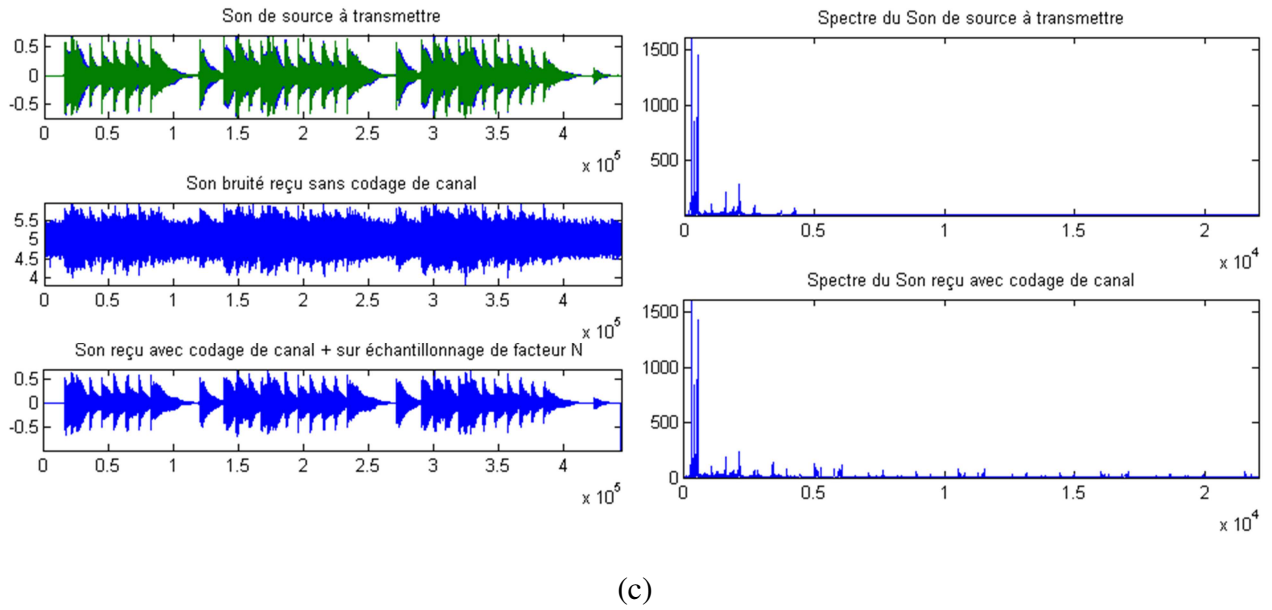 Son de source à transmettre
0.5
0
-0.5
0 0.5 1 1.5 2 2.5 3 3.5 4
x 10^5
Son bruité reçu sans codage de canal
5.5
5
4.5
4
0 0.5 1 1.5 2 2.5 3 3.5 4
x 10^5
Son reçu avec codage de canal + sur échantillonnage de facteur N
0.5
0
-0.5
0 0.5 1 1.5 2 2.5 3 3.5 4
x 10^5
Spectre du Son de source à transmettre
1500
1000
500
0 0.5 1 1.5 2
x 10^4
Spectre du Son reçu avec codage de canal
1500
1000
500
0
0 0.5 1 1.5 2
x 10^4
(c)